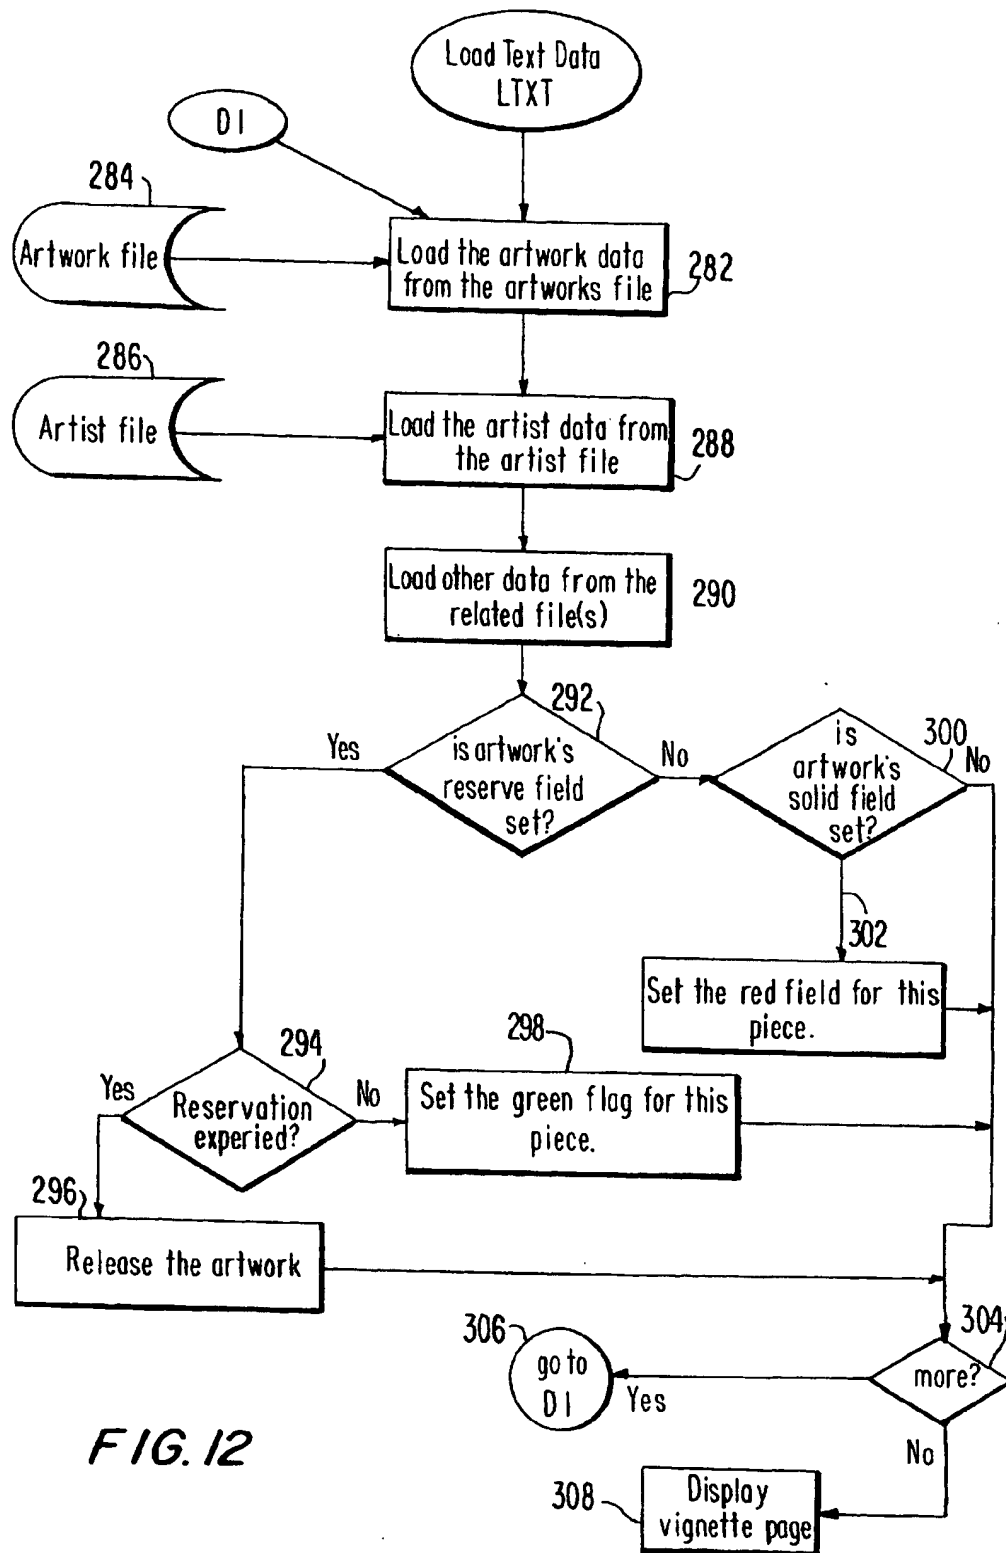 Load Text Data
LTXT
D1
284
Artwork file
Load the artwork data
from the artworks file
282
286
Artist file
Load the artist data from
the artist file
288
Load other data from the
related file(s)
290
292
Yes
is artwork's
reserve field
set?
No
300
is
artwork's
solid field
set?
No
302
Set the red field for this
piece.
294
Yes
Reservation
experied?
No
298
Set the green flag for this
piece.
296
Release the artwork
304
more?
306
go to
D1
Yes
No
308
Display
vignette page
FIG. 12